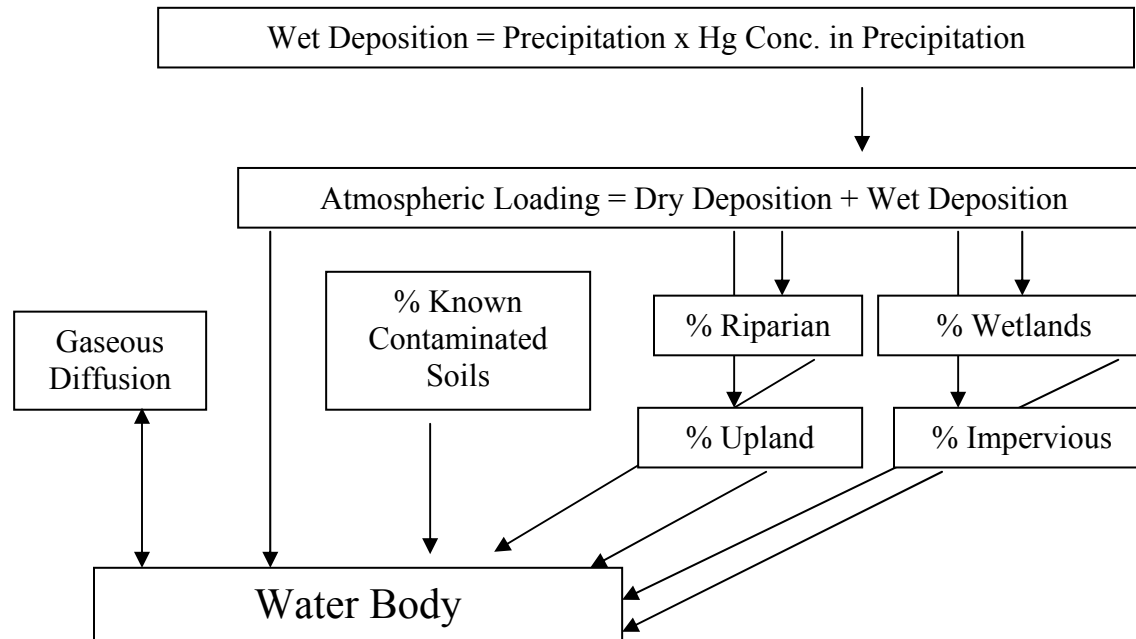 Wet Deposition = Precipitation x Hg Conc. in Precipitation
Atmospheric Loading = Dry Deposition + Wet Deposition
Gaseous
Diffusion
% Known
Contaminated
Soils
% Riparian
% Wetlands
% Upland
% Impervious
Water Body